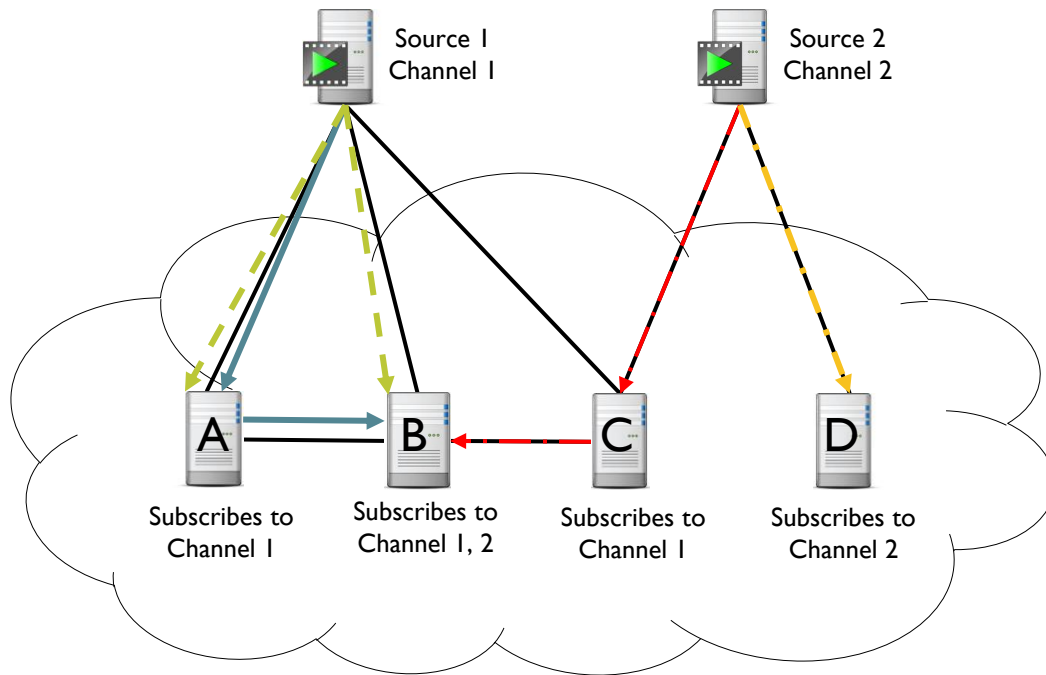 Source 1
Channel 1
Source 2
Channel 2
A
B
C
D
Subscribes to
Channel 1
Subscribes to
Channel 1, 2
Subscribes to
Channel 1
Subscribes to
Channel 2